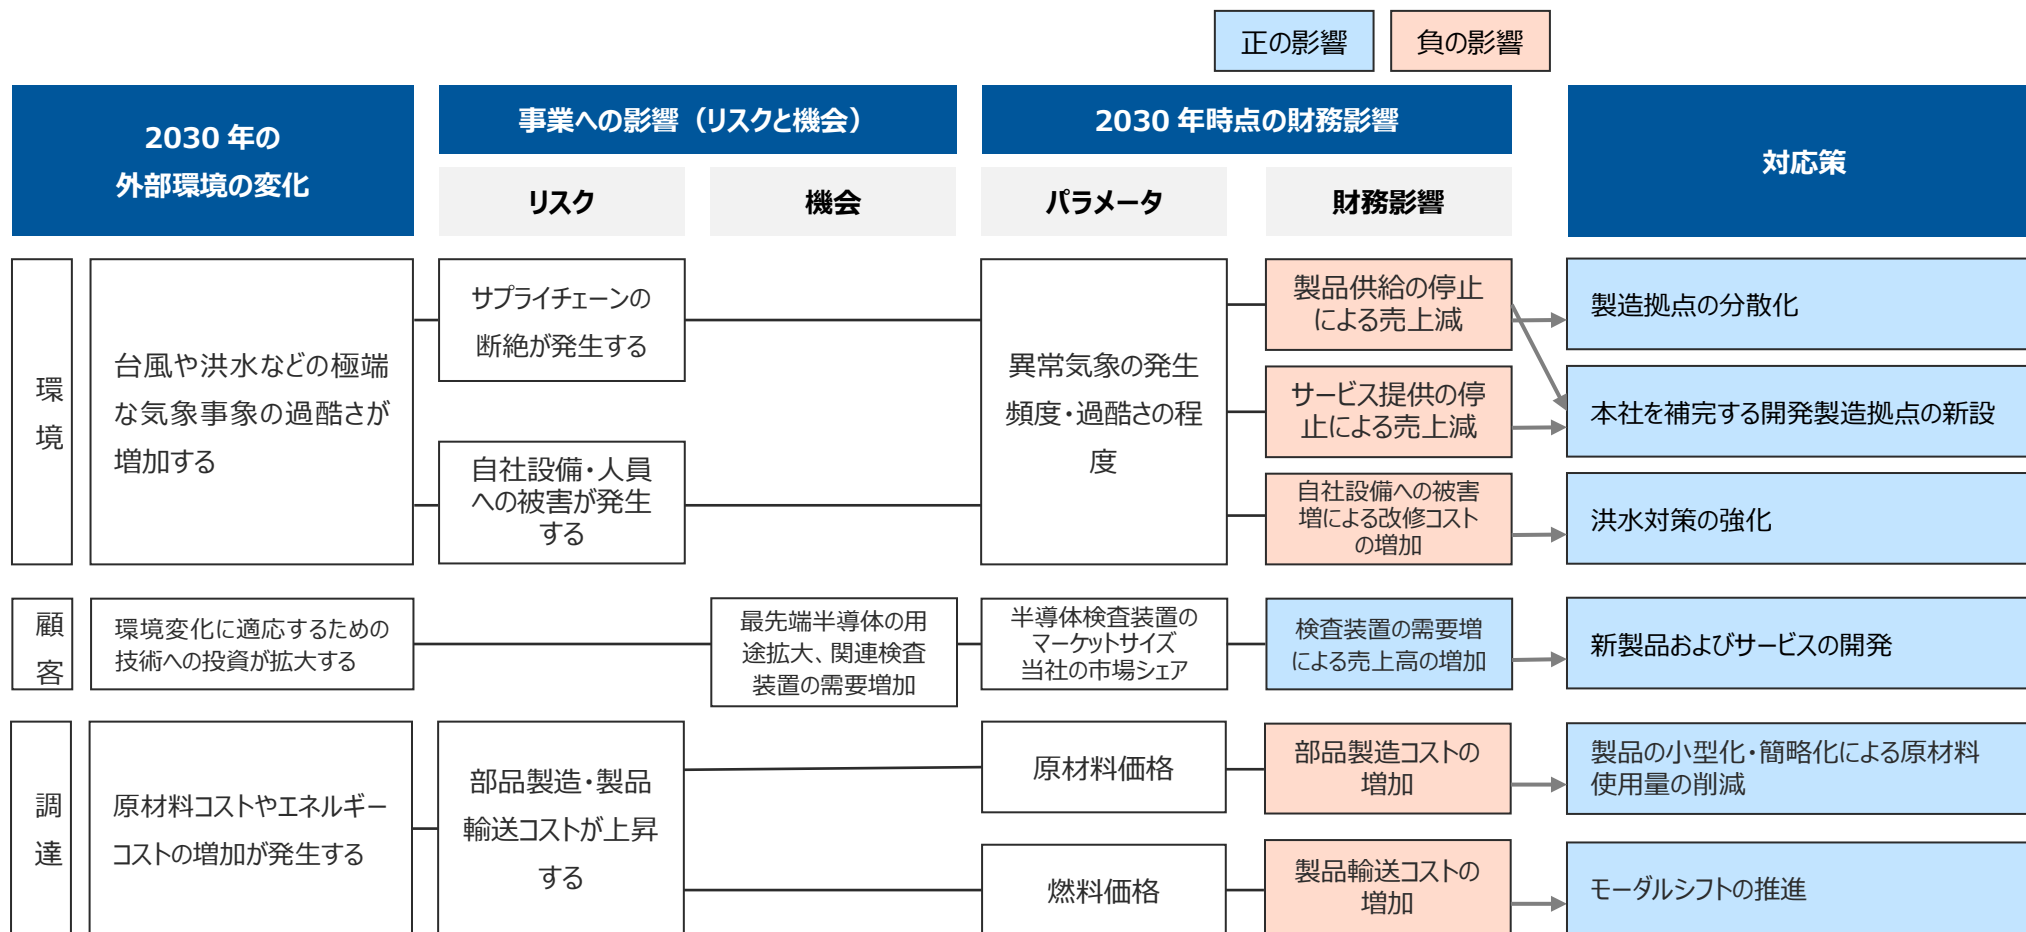 正の影響
負の影響
2030 年の
外部環境の変化
事業への影響（リスクと機会）
2030 年時点の財務影響
対応策
リスク
機会
パラメータ
財務影響
環
境
台風や洪水などの極端
な気象事象の過酷さが
増加する
サプライチェーンの
断絶が発生する
自社設備・人員
への被害が発生
する
異常気象の発生
頻度・過酷さの程
度
製品供給の停止
による売上減
サービス提供の停
止による売上減
自社設備への被害
増による改修コスト
の増加
製造拠点の分散化
本社を補完する開発製造拠点の新設
洪水対策の強化
顧
客
環境変化に適応するための
技術への投資が拡大する
最先端半導体の用
途拡大、関連検査
装置の需要増加
半導体検査装置の
マーケットサイズ
当社の市場シェア
検査装置の需要増
による売上高の増加
新製品およびサービスの開発
調
達
原材料コストやエネルギー
コストの増加が発生する
部品製造・製品
輸送コストが上昇
する
原材料価格
部品製造コストの
増加
製品の小型化・簡略化による原材料
使用量の削減
燃料価格
製品輸送コストの
増加
モーダルシフトの推進